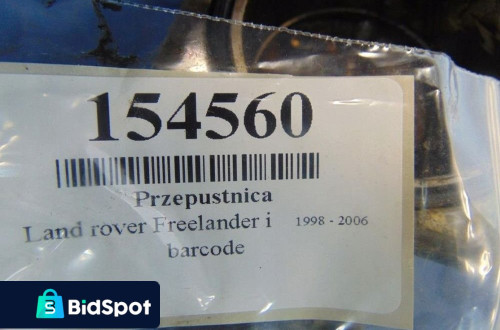 154560
Przepustnica
Land rover Freelander i 1998 - 2006
barcode
BidSpot